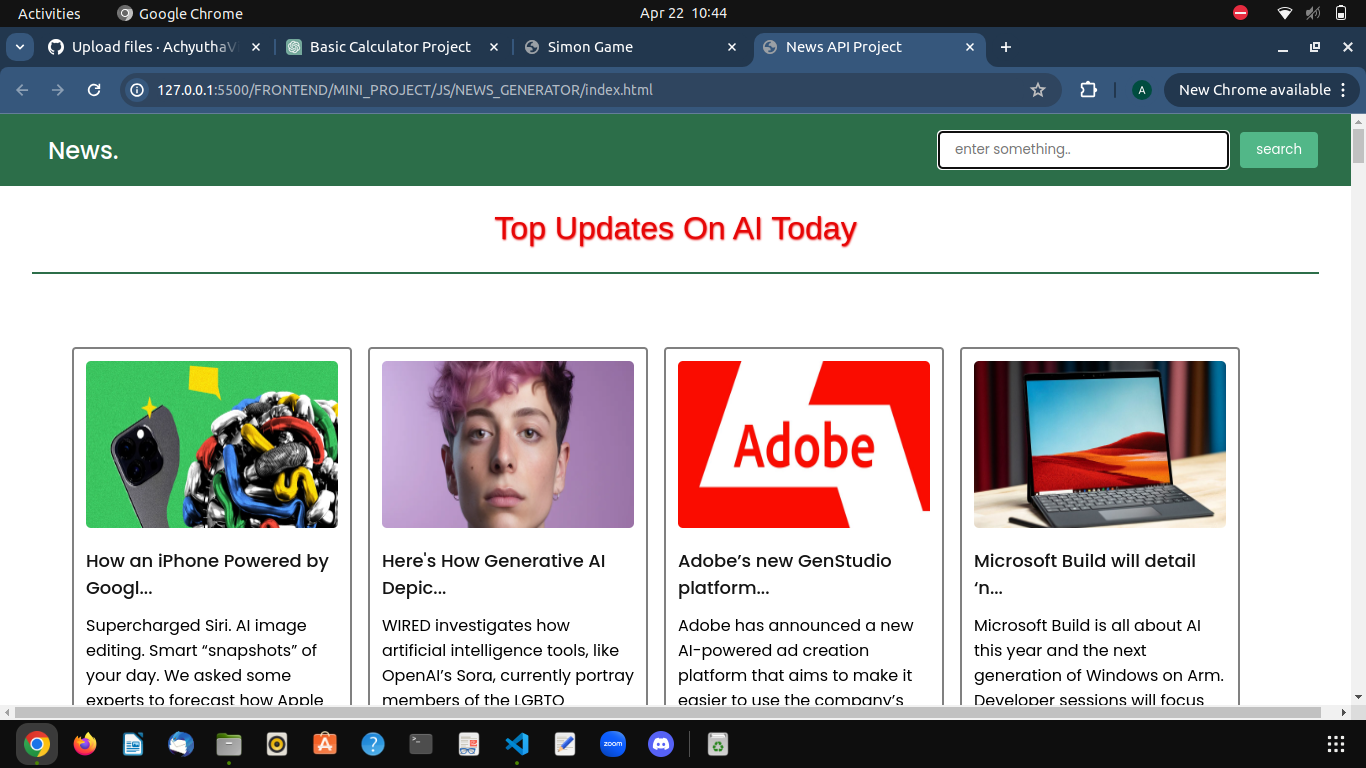 Activities
Google Chrome
Apr 22 10:44
Upload files · AchyuthaV
Basic Calculator Project
Simon Game
News API Project
127.0.0.1:5500/FRONTEND/MINI_PROJECT/JS/NEWS_GENERATOR/index.html
A
New Chrome available
News.
enter something..
search
Top Updates On AI Today
Adobe
How an iPhone Powered by
Googl...
Supercharged Siri. AI image
editing. Smart “snapshots” of
your day. We asked some
experts to forecast how Apple
Here's How Generative AI
Depic...
WIRED investigates how
artificial intelligence tools, like
OpenAI’s Sora, currently portray
members of the LGBTQ
Adobe’s new GenStudio
platform...
Adobe has announced a new
AI-powered ad creation
platform that aims to make it
easier to use the company’s
Microsoft Build will detail
‘n...
Microsoft Build is all about AI
this year and the next
generation of Windows on Arm.
Developer sessions will focus
zoom